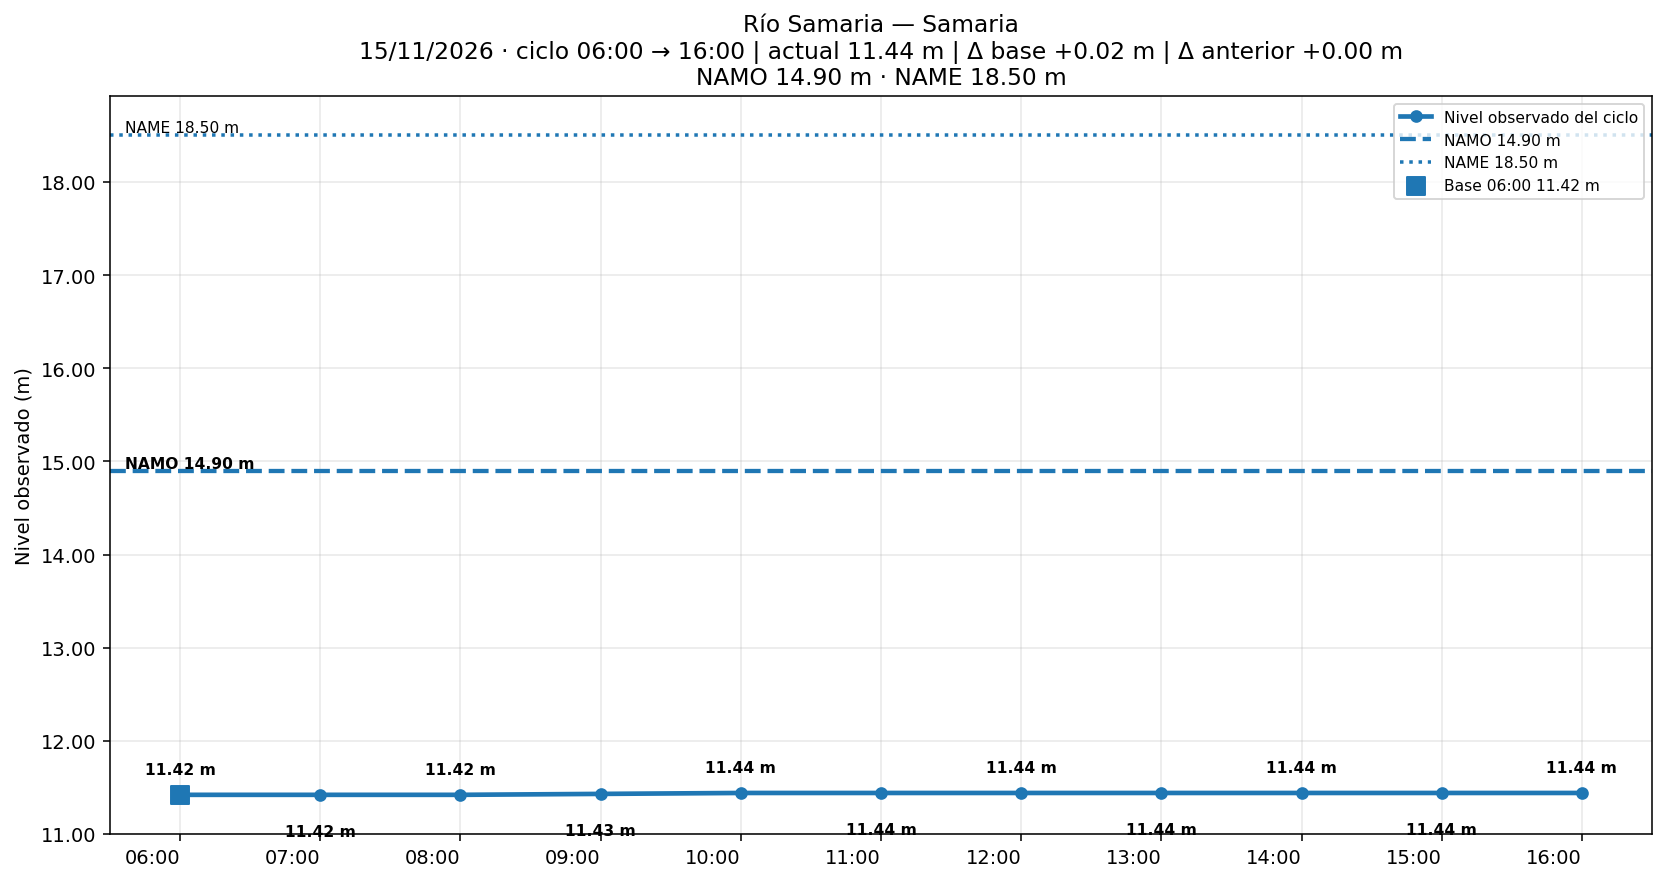 Río Samaria — Samaria
15/11/2026 · ciclo 06:00 → 16:00 | actual 11.44 m | Δ base +0.02 m | Δ anterior +0.00 m
NAMO 14.90 m · NAME 18.50 m
NAME 18.50 m
Nivel observado del ciclo
NAMO 14.90 m
NAME 18.50 m
Base 06:00 11.42 m
18.00
17.00
16.00
15.00
NAMO 14.90 m
14.00
13.00
12.00
11.00
Nivel observado (m)
11.42 m
11.42 m
11.42 m
11.43 m
11.44 m
11.44 m
11.44 m
11.44 m
11.44 m
11.44 m
11.44 m
06:00 07:00 08:00 09:00 10:00 11:00 12:00 13:00 14:00 15:00 16:00